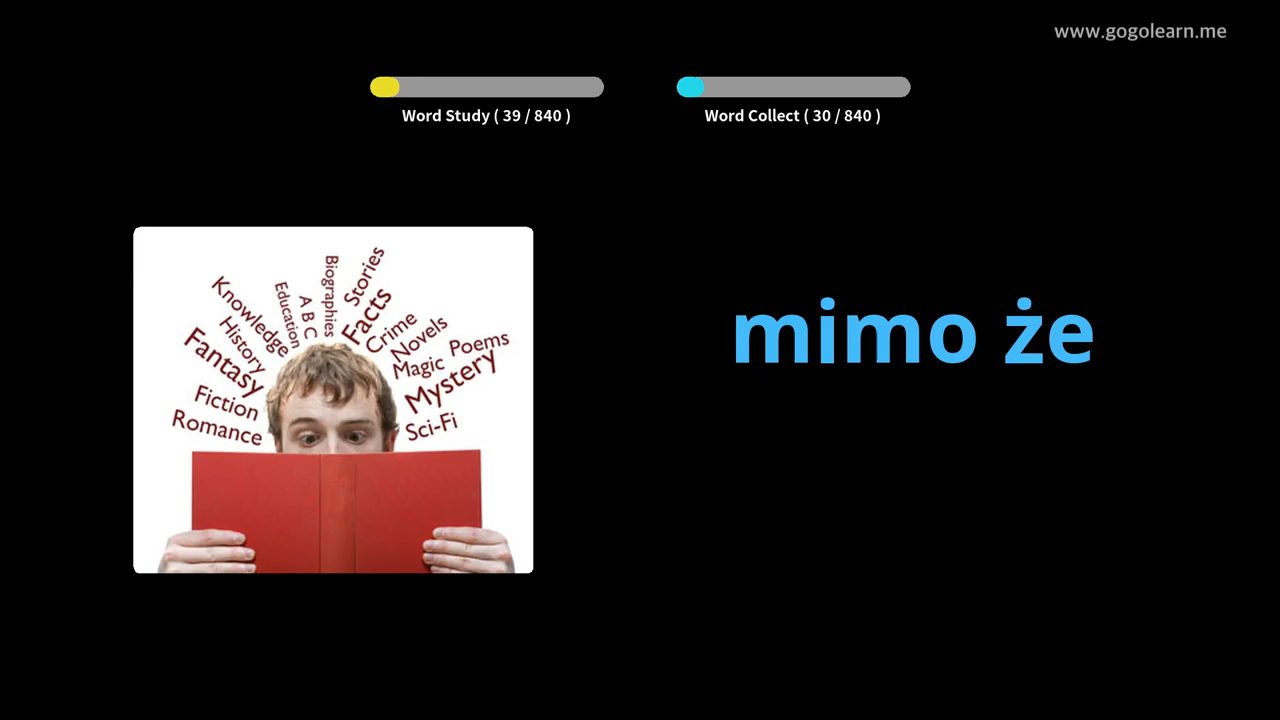 www.gogolearn.me
Word Study ( 39 / 840 )
Word Collect ( 30 / 840 )
Knowledge
Education
A B C
Biographies
Stories
Facts
Crime
Novels
Poems
Magic
Mystery
Sci-Fi
History
Fantasy
Fiction
Romance
mimo że